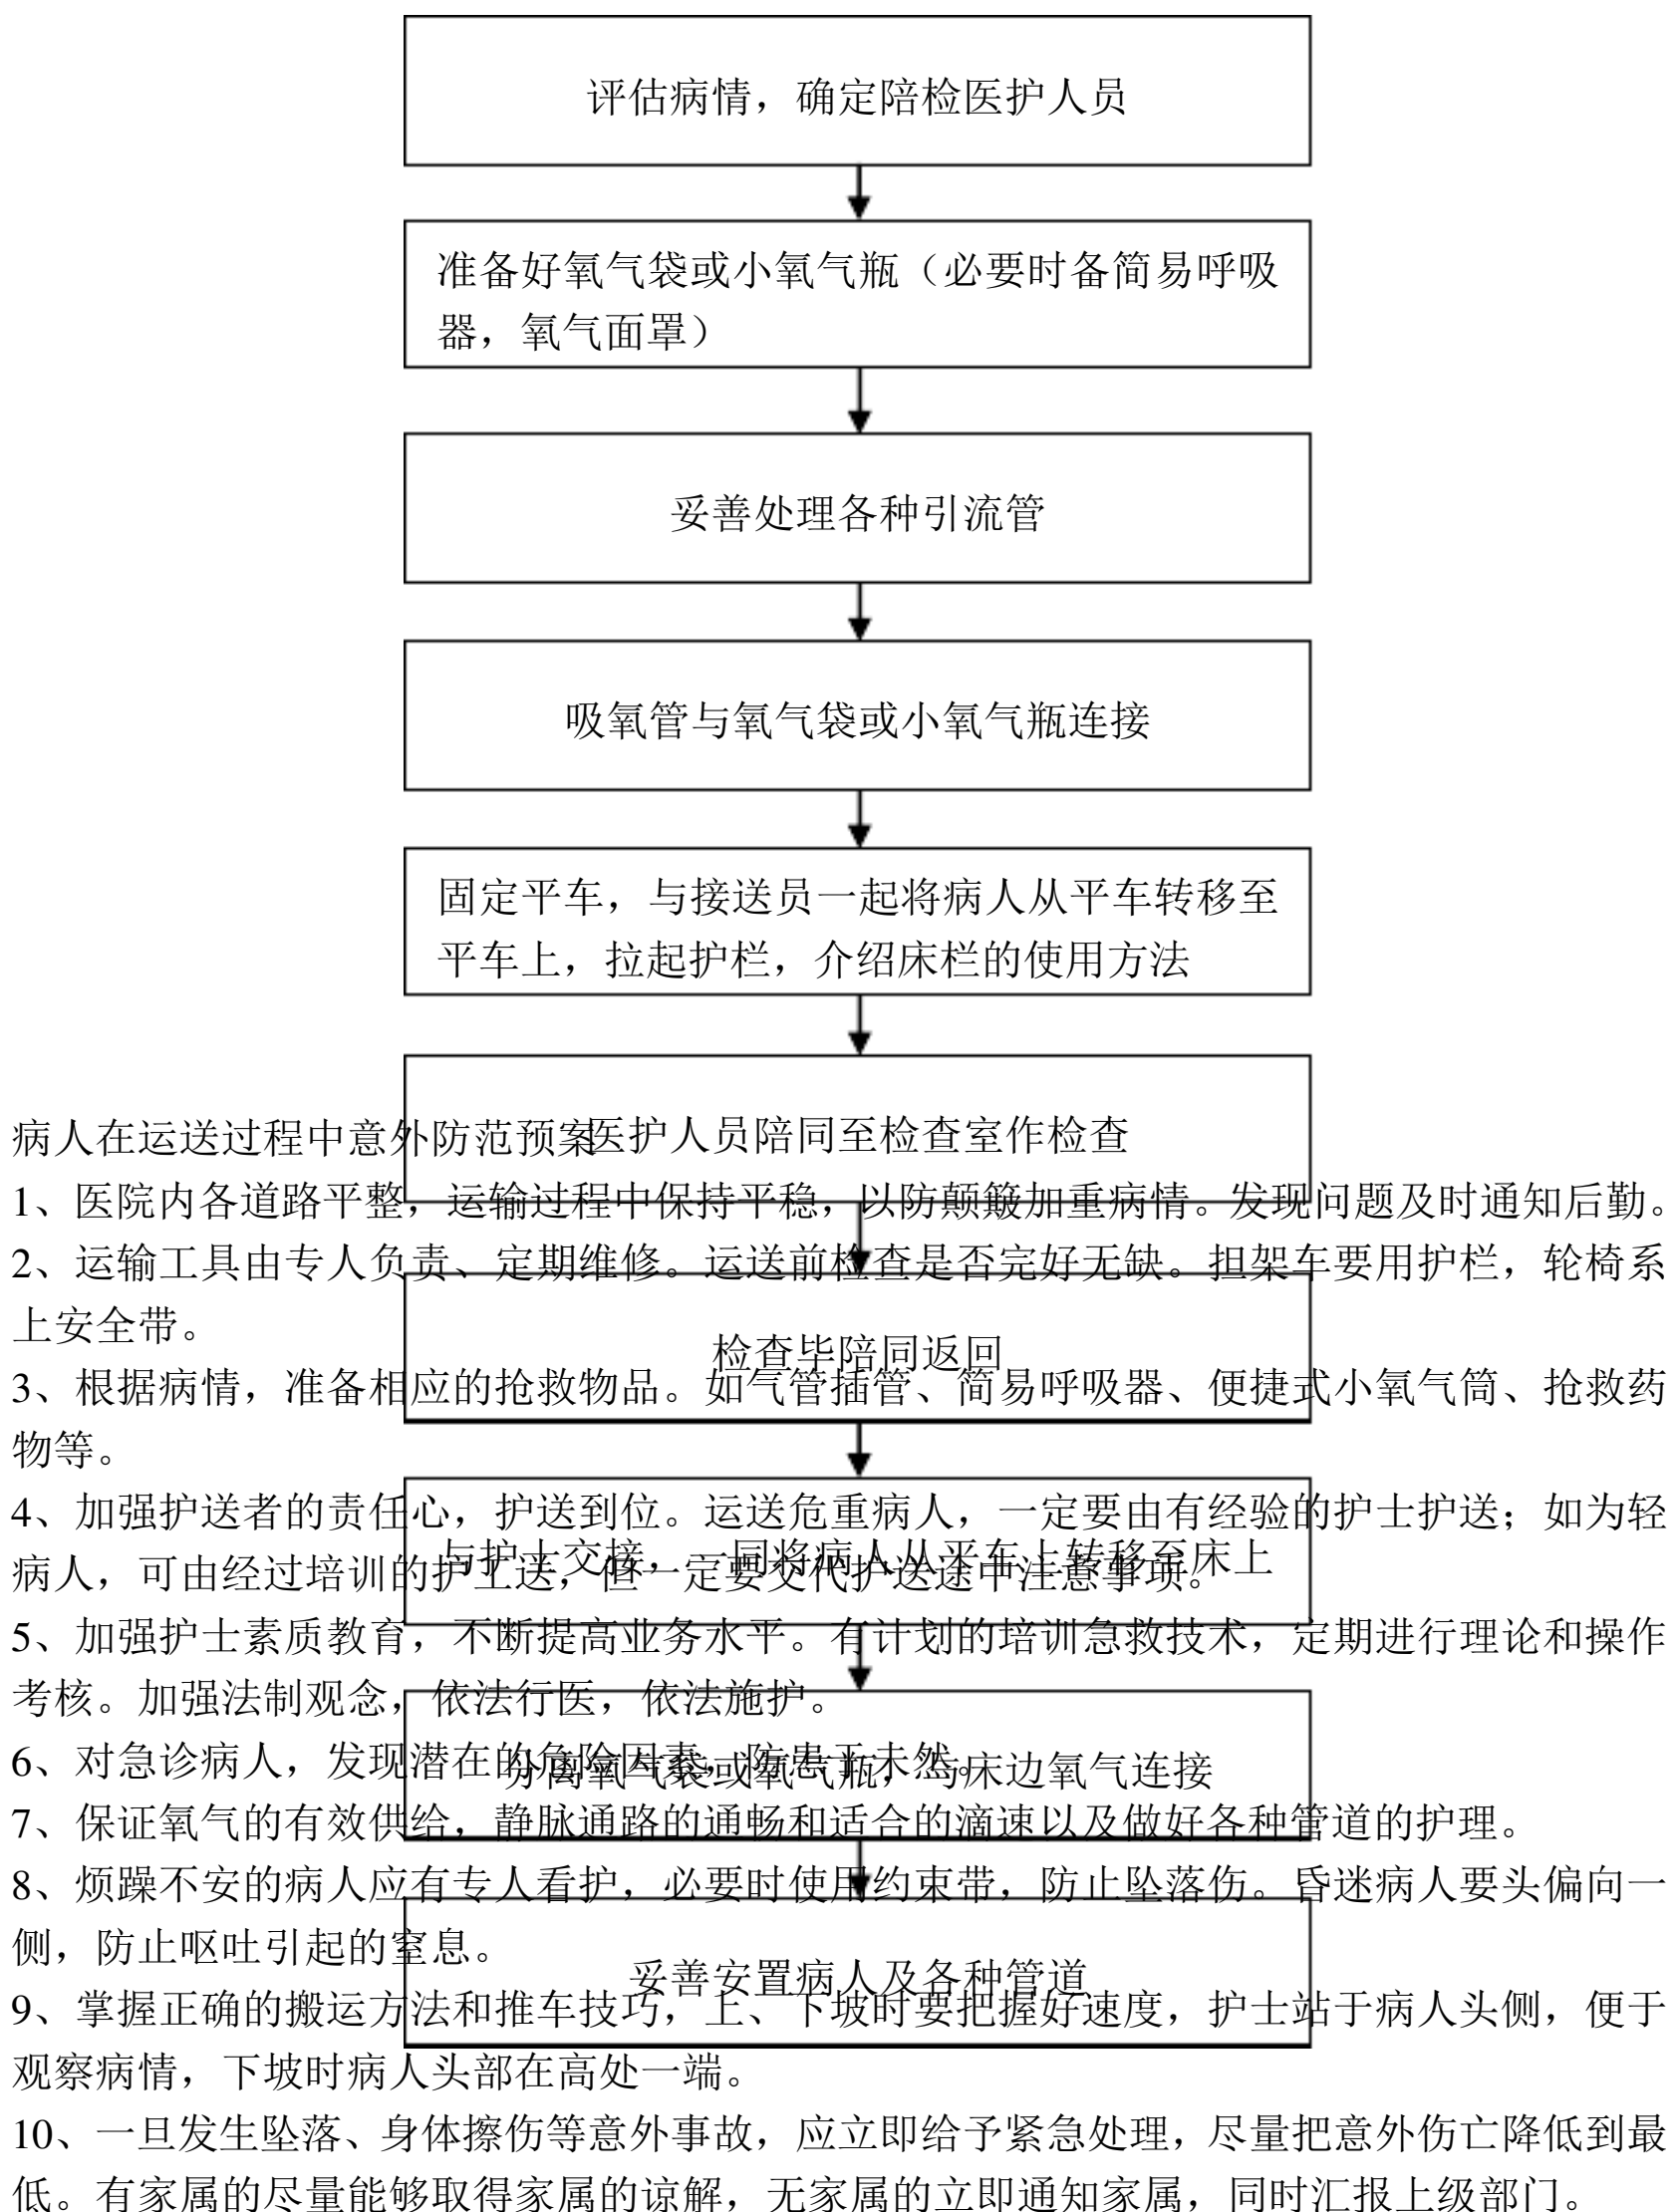 评估病情，确定陪检医护人员
准备好氧气袋或小氧气瓶（必要时备简易呼吸
器，氧气面罩）
妥善处理各种引流管
吸氧管与氧气袋或小氧气瓶连接
固定平车，与接送员一起将病人从平车转移至
平车上，拉起护栏，介绍床栏的使用方法
医护人员陪同至检查室作检查
检查毕陪同返回
与护士交接，一同将病人从平车上转移至床上
分离氧气袋或氧气瓶，与床边氧气连接
妥善安置病人及各种管道
病人在运送过程中意外防范预案
1、医院内各道路平整，运输过程中保持平稳，以防颠簸加重病情。发现问题及时通知后勤。
2、运输工具由专人负责、定期维修。运送前检查是否完好无缺。担架车要用护栏，轮椅系
上安全带。
3、根据病情，准备相应的抢救物品。如气管插管、简易呼吸器、便捷式小氧气筒、抢救药
物等。
4、加强护送者的责任心，护送到位。运送危重病人，一定要由有经验的护士护送；如为轻
病人，可由经过培训的护工送，但一定要交代护送途中注意事项。
5、加强护士素质教育，不断提高业务水平。有计划的培训急救技术，定期进行理论和操作
考核。加强法制观念，依法行医，依法施护。
6、对急诊病人，发现潜在的危险因素，防患于未然。
7、保证氧气的有效供给，静脉通路的通畅和适合的滴速以及做好各种管道的护理。
8、烦躁不安的病人应有专人看护，必要时使用约束带，防止坠落伤。昏迷病人要头偏向一
侧，防止呕吐引起的窒息。
9、掌握正确的搬运方法和推车技巧，上、下坡时要把握好速度，护士站于病人头侧，便于
观察病情，下坡时病人头部在高处一端。
10、一旦发生坠落、身体擦伤等意外事故，应立即给予紧急处理，尽量把意外伤亡降低到最
低。有家属的尽量能够取得家属的谅解，无家属的立即通知家属，同时汇报上级部门。